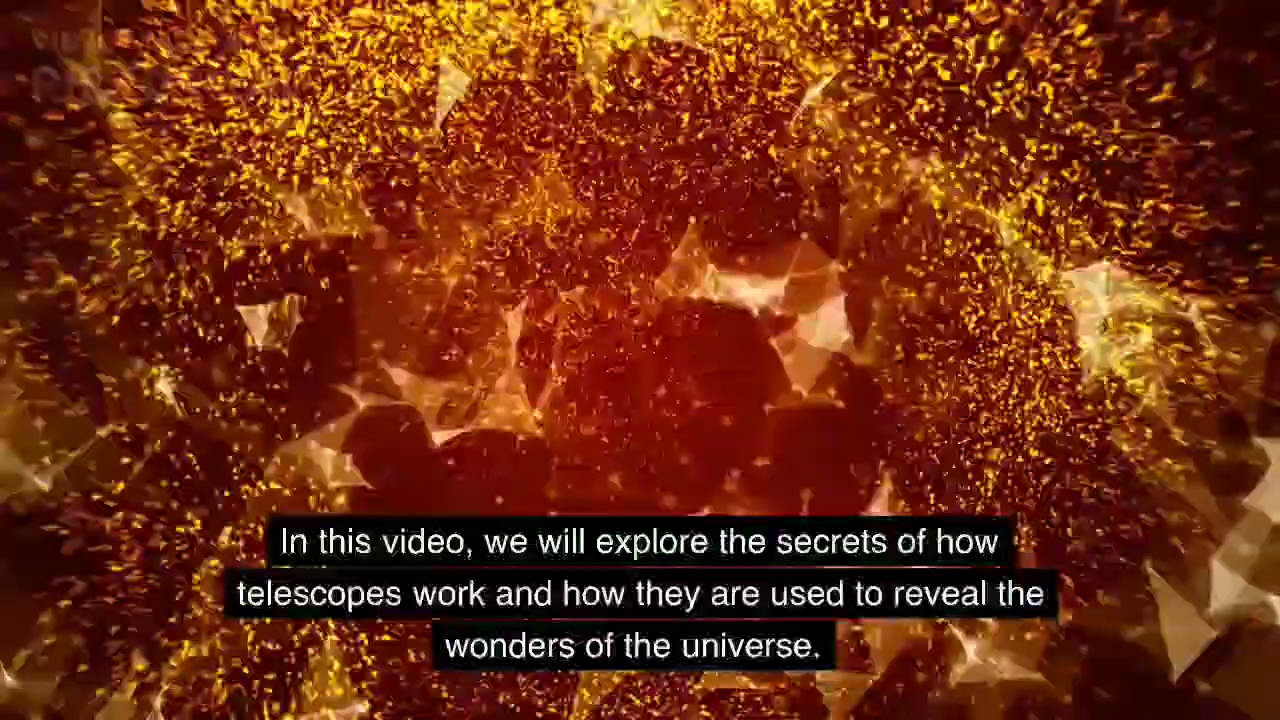 In this video, we will explore the secrets of how
telescopes work and how they are used to reveal the
wonders of the universe.